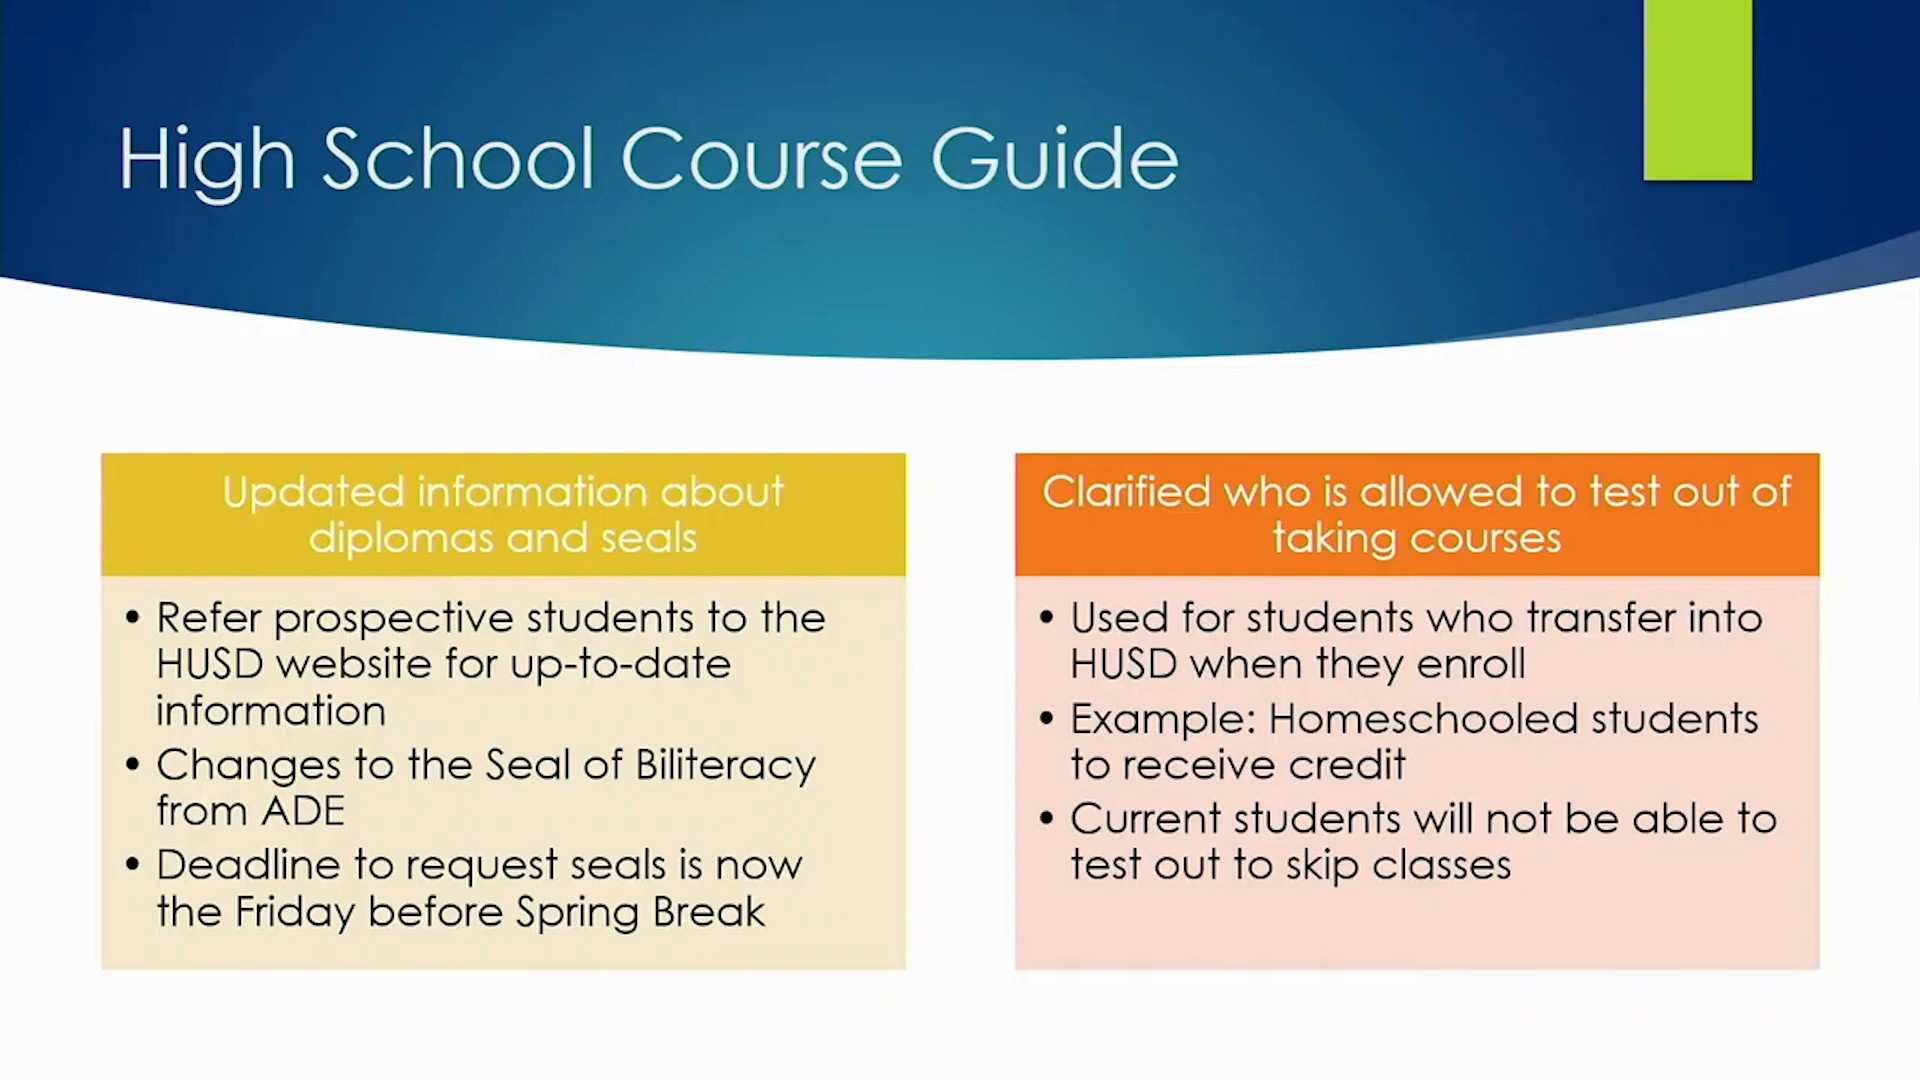 High School Course Guide
Updated information about
diplomas and seals
• Refer prospective students to the
HUSD website for up-to-date
information
• Changes to the Seal of Biliteracy
from ADE
• Deadline to request seals is now
the Friday before Spring Break
Clarified who is allowed to test out of
taking courses
• Used for students who transfer into
HUSD when they enroll
• Example: Homeschooled students
to receive credit
• Current students will not be able to
test out to skip classes